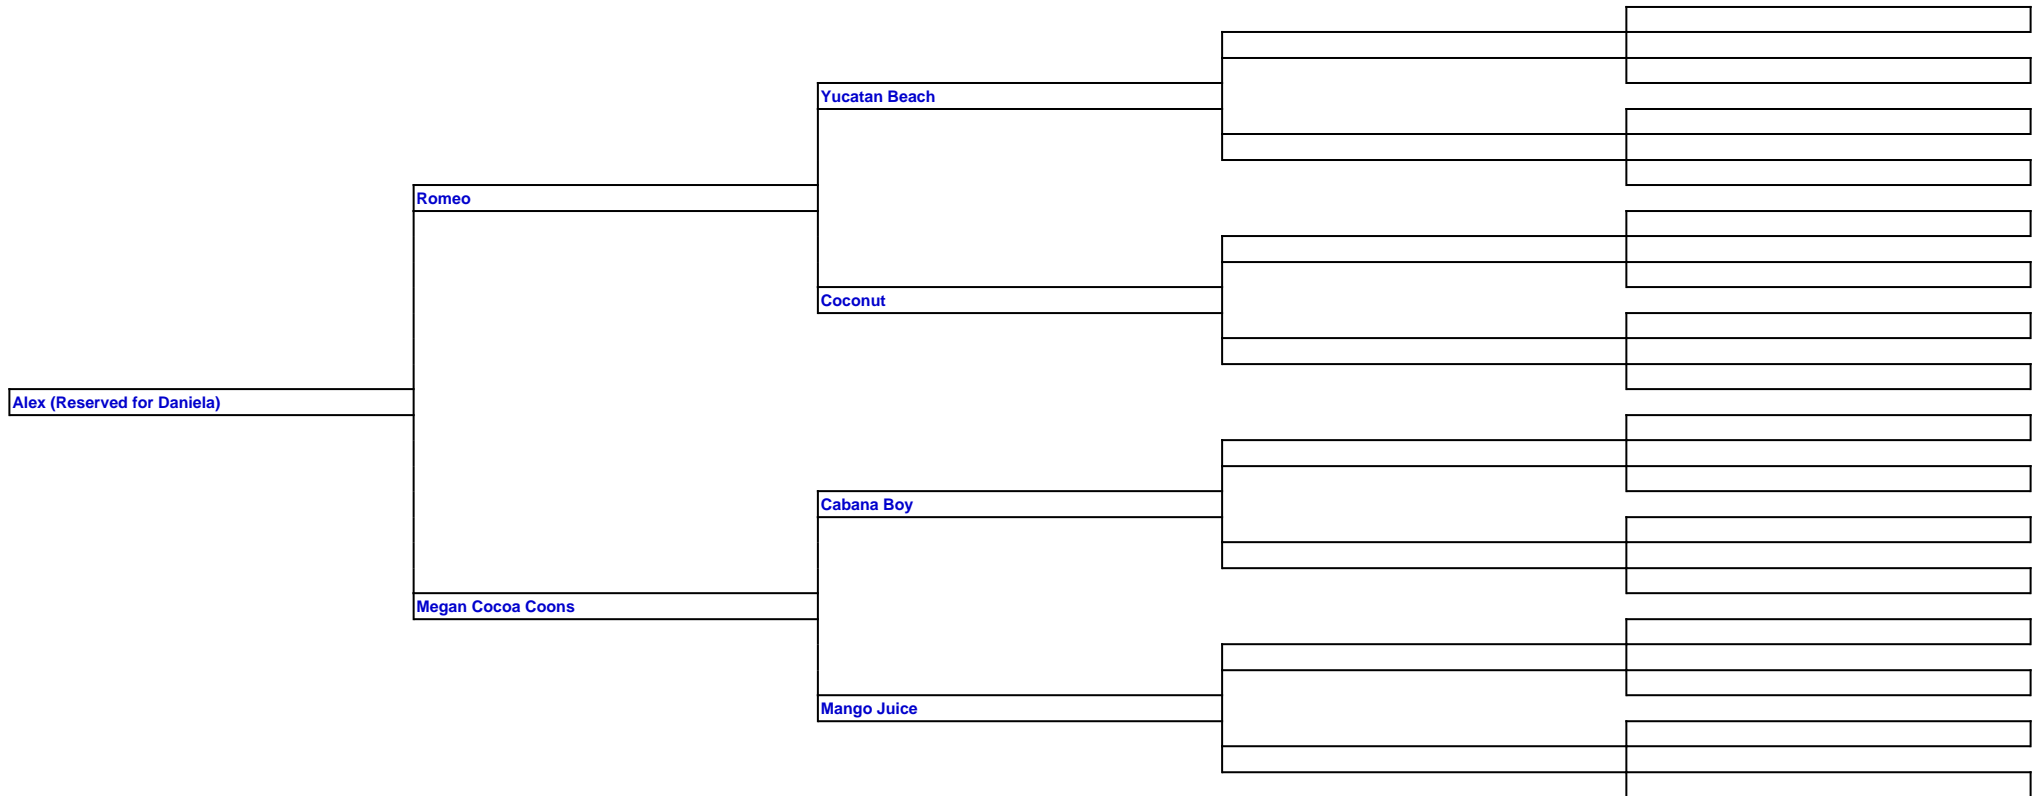 Yucatan Beach
Romeo
Coconut
Alex (Reserved for Daniela)
Cabana Boy
Megan Cocoa Coons
Mango Juice